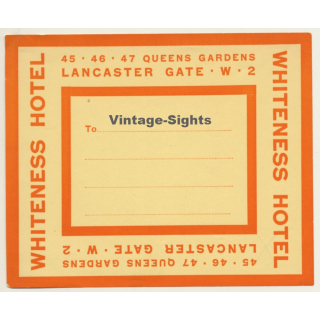 45 · 46 · 47 QUEENS GARDENS
LANCASTER GATE · W · 2
WHITENESS HOTEL
WHITENESS HOTEL
Vintage-Sights
To
LANCASTER GATE · W · 2
45 · 46 · 47 QUEENS GARDENS